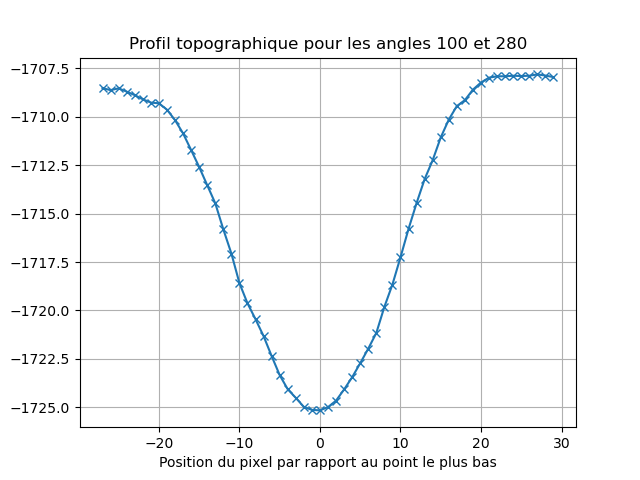 Profil topographique pour les angles 100 et 280
−1707.5
−1710.0
−1712.5
−1715.0
−1717.5
−1720.0
−1722.5
−1725.0
−20 −10 0 10 20 30
Position du pixel par rapport au point le plus bas